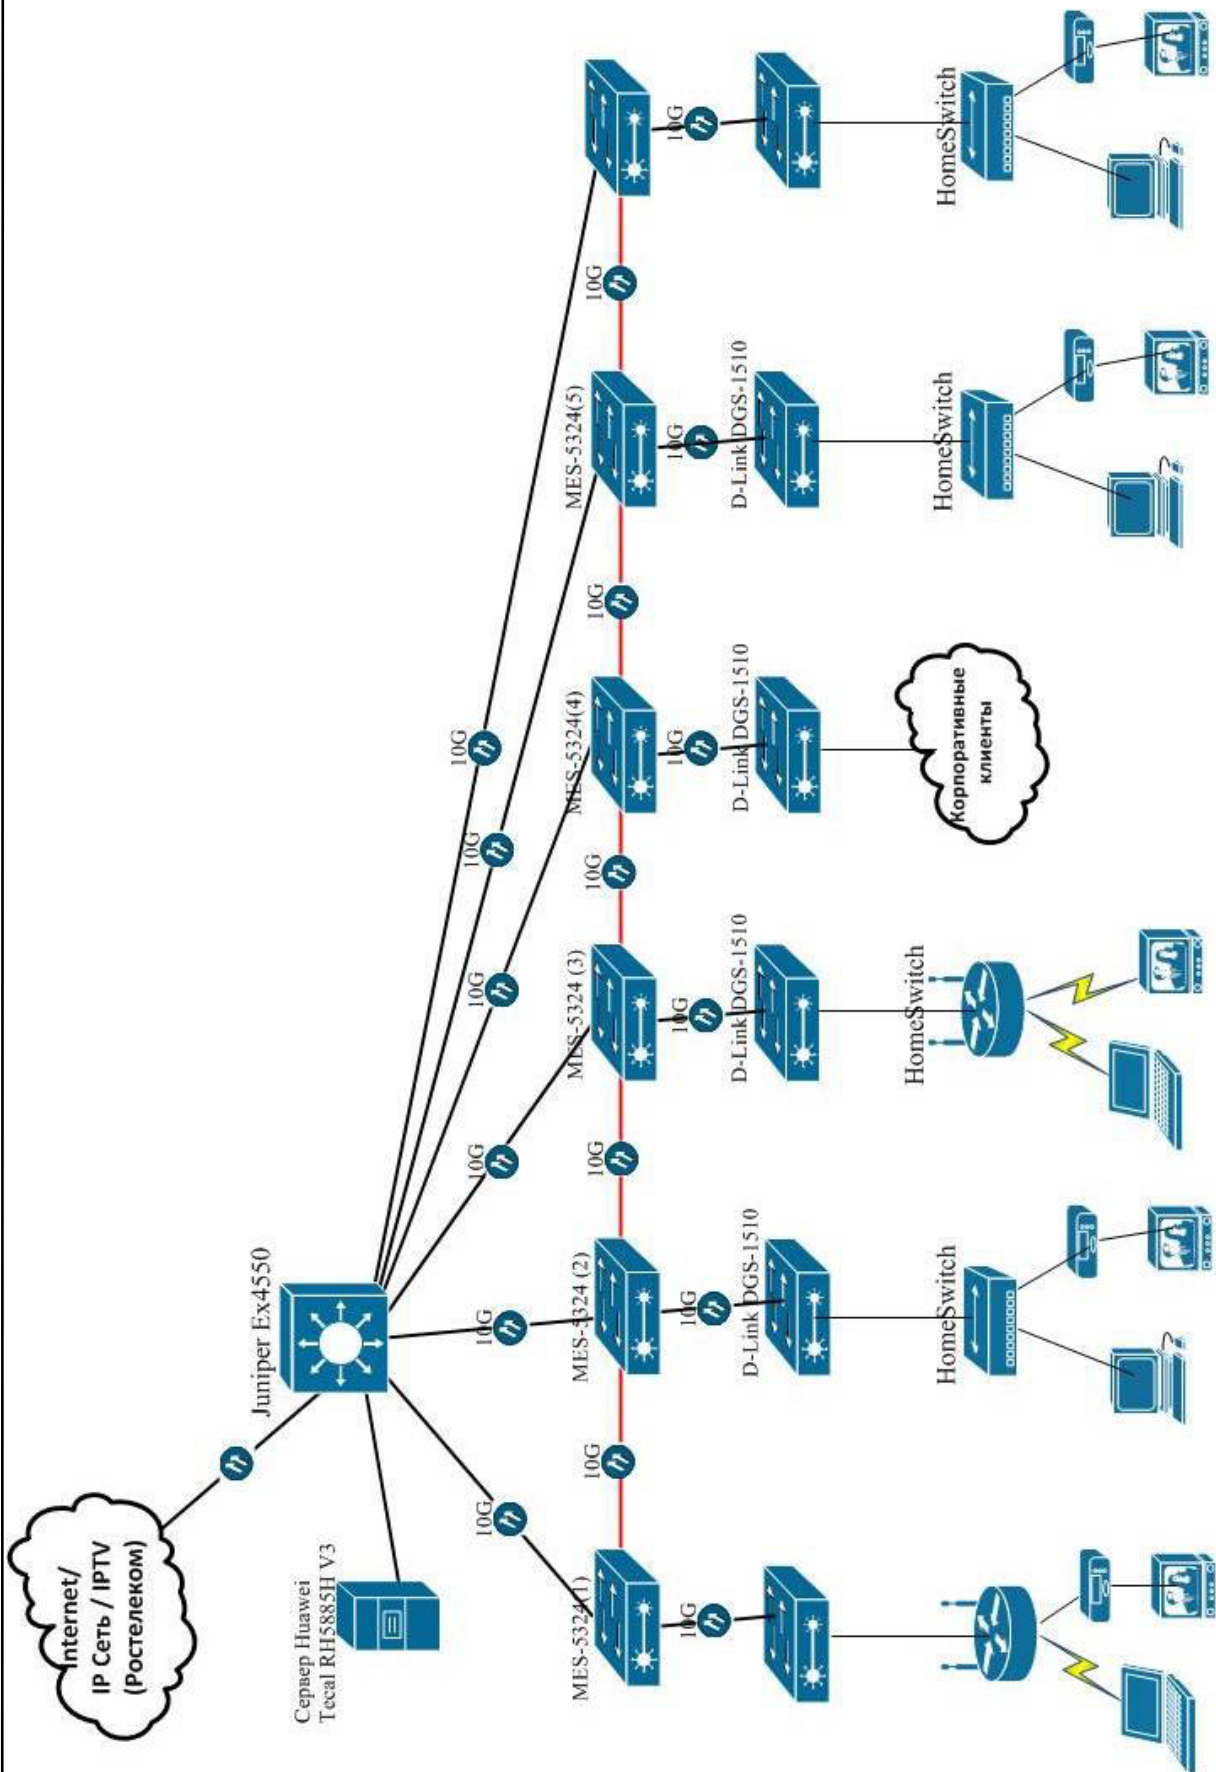 Internet/
IP Сеть / IPTV
(Ростелеком)
Juniper Ex4550
Сервер Huawei
Tecal RH5885H V3
10G
10G
10G
10G
10G
10G
MES-5324(1)
MES-5324 (2)
MES-5324 (3)
MES-5324(4)
MES-5324(5)
10G
10G
10G
10G
10G
10G
10G
10G
10G
10G
10G
D-Link DGS-1510
D-Link DGS-1510
D-Link DGS-1510
D-Link DGS-1510
HomeSwitch
HomeSwitch
Корпоративные
клиенты
HomeSwitch
HomeSwitch